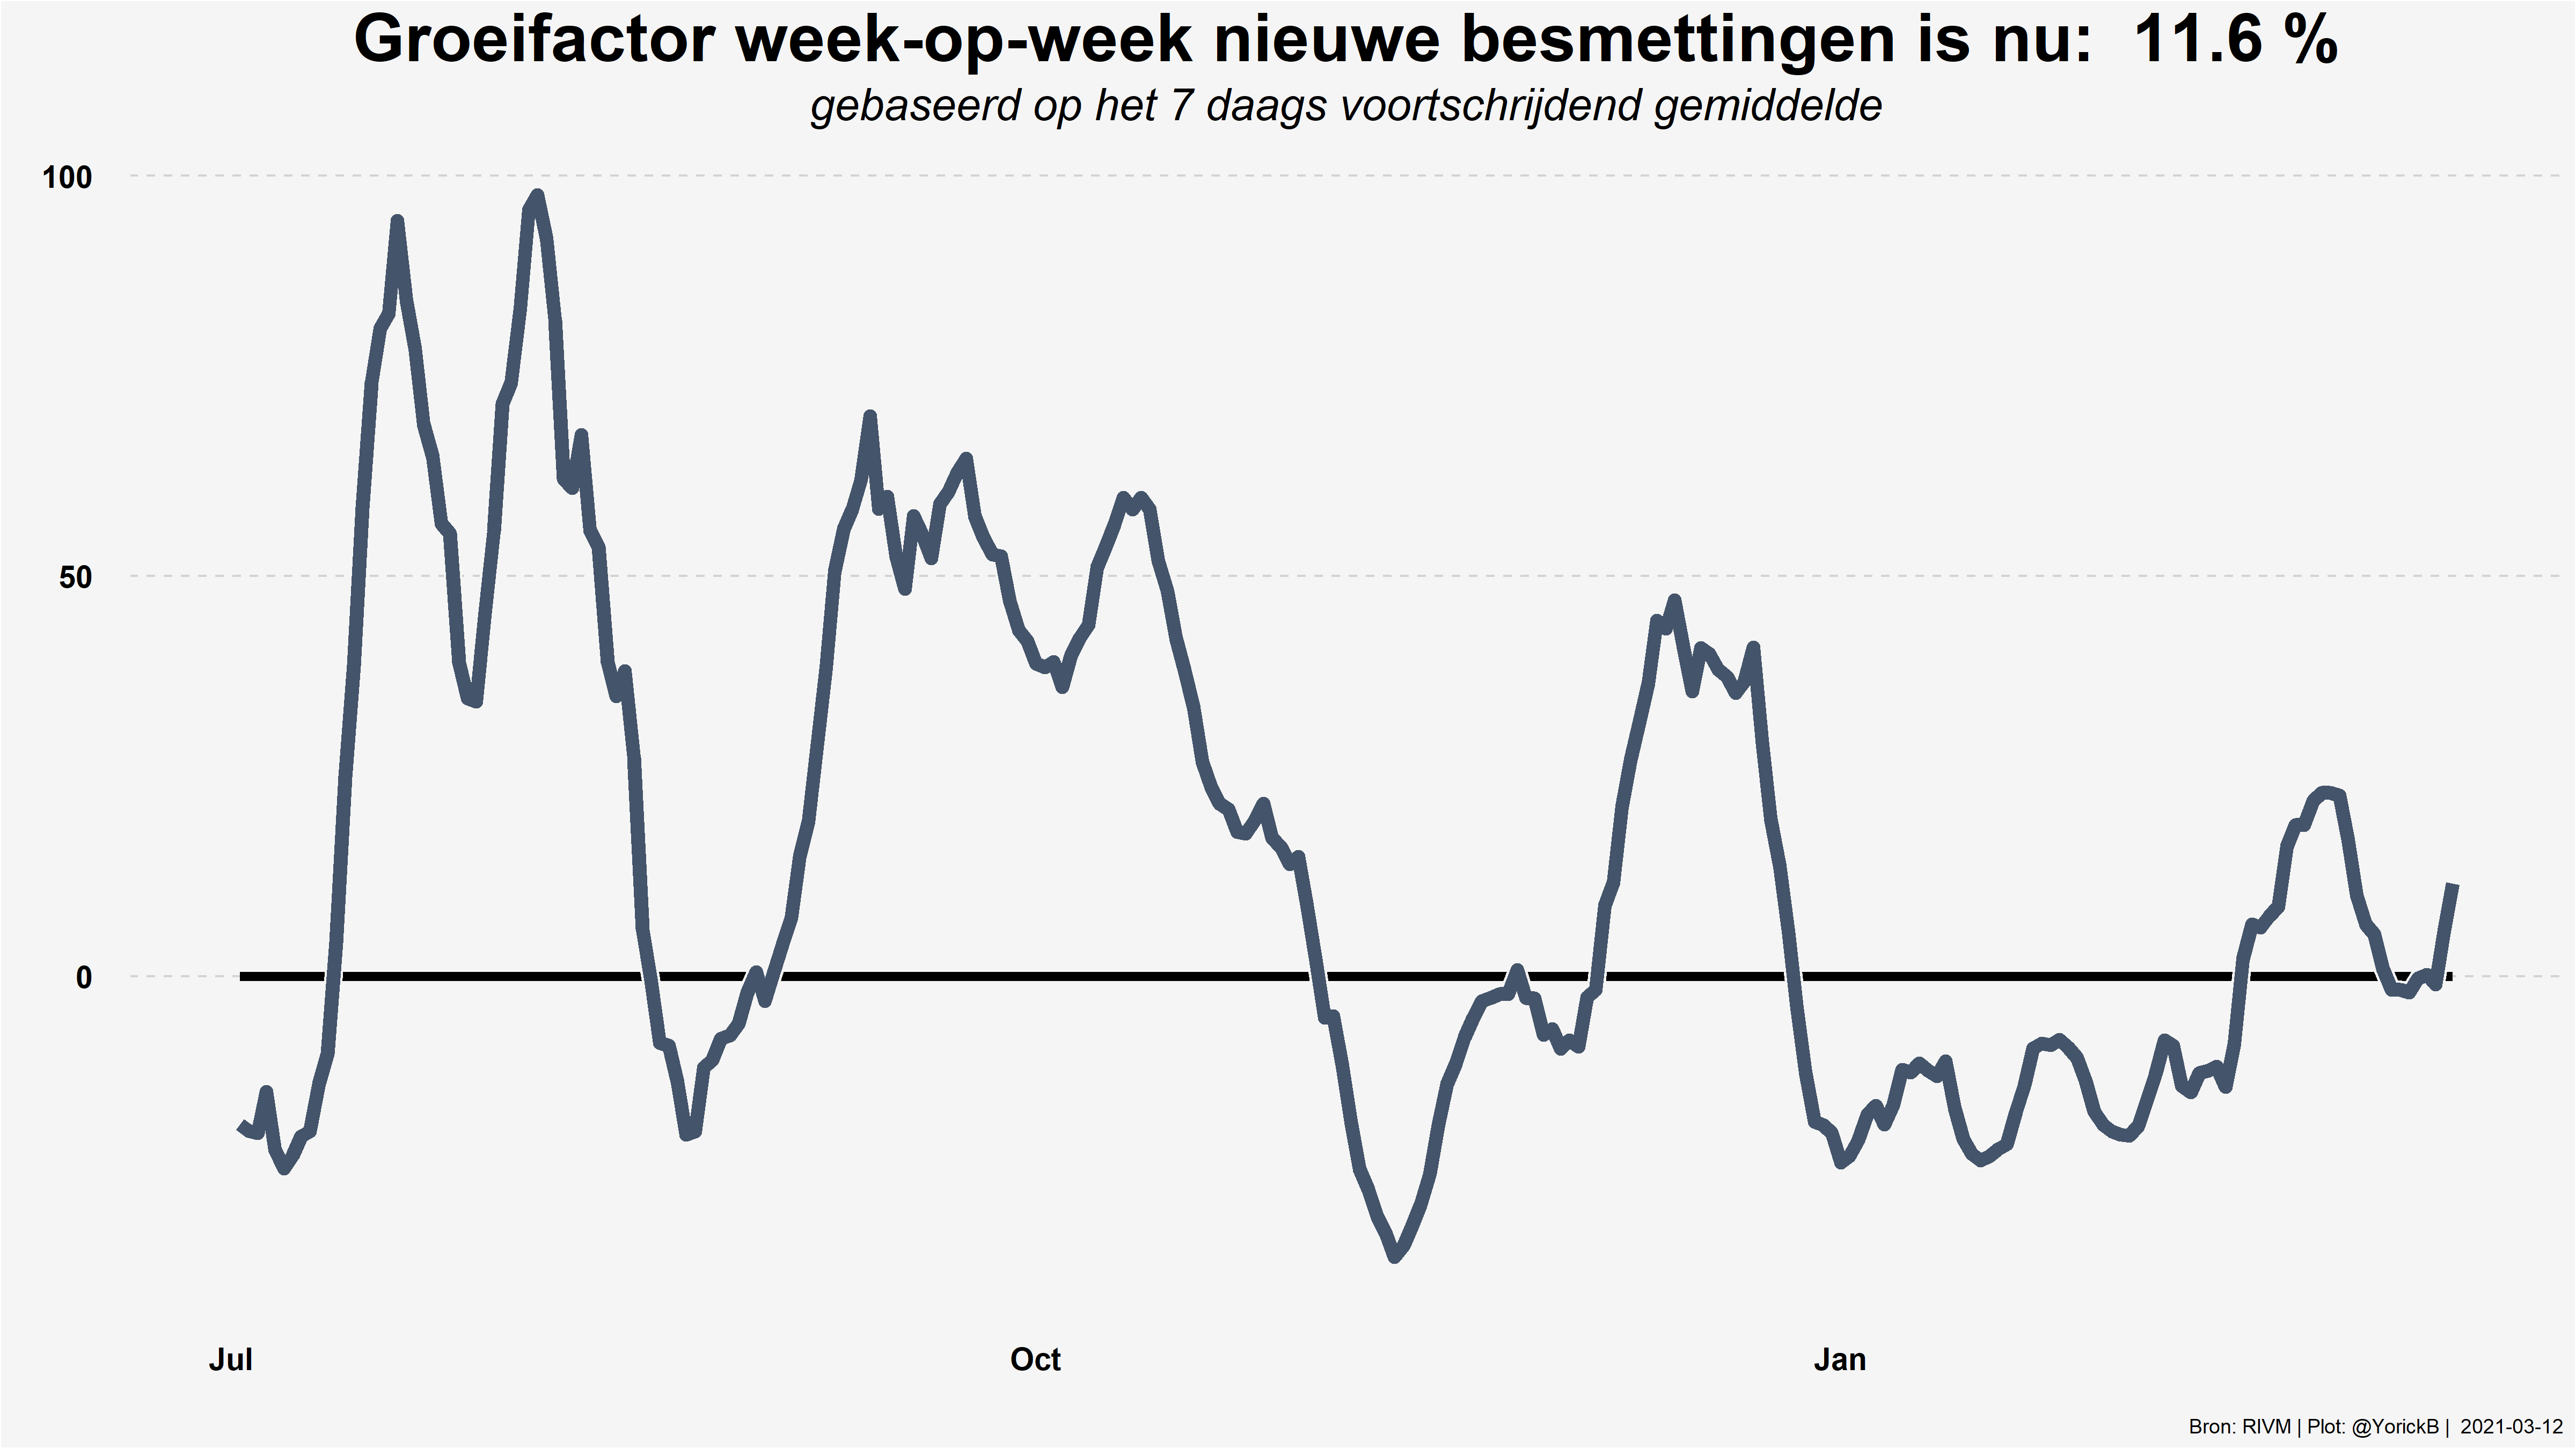 Groeifactor week-op-week nieuwe besmettingen is nu:  11.6 %
gebaseerd op het 7 daags voortschrijdend gemiddelde
100
50
0
Jul Oct Jan
Bron: RIVM | Plot: @YorickB |  2021-03-12